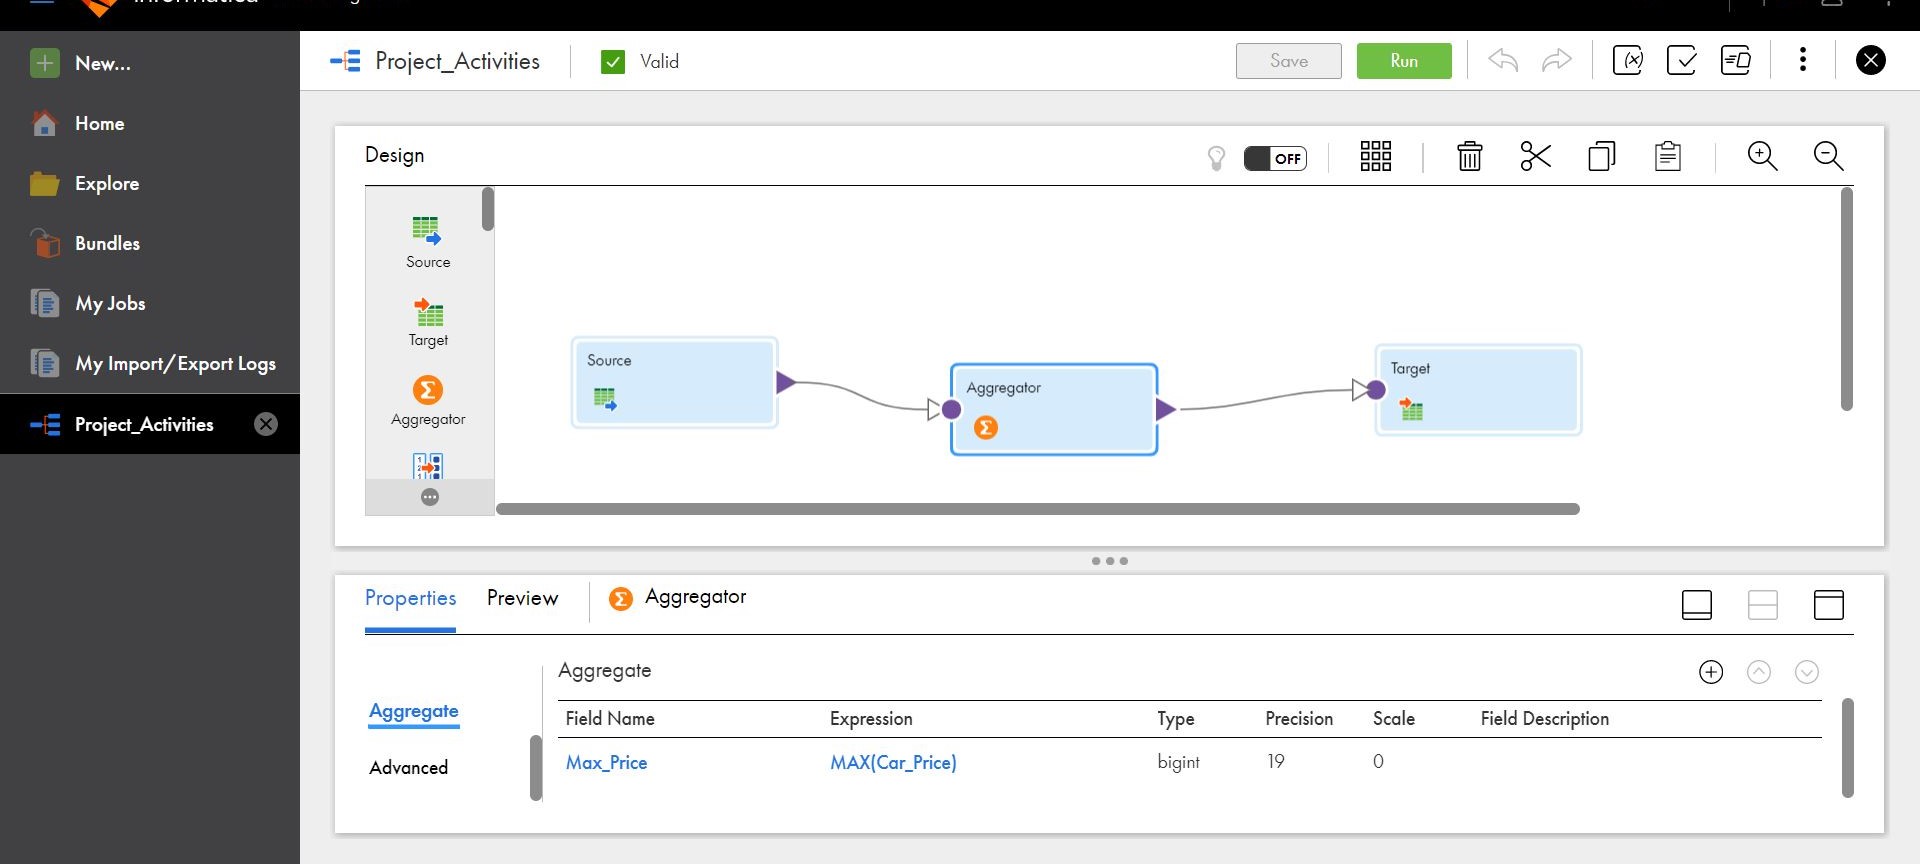 New...
Home
Explore
Bundles
My Jobs
My Import/Export Logs
Project_Activities
Project_Activities
Valid
Save
Run
Design
OFF
Source
Target
Aggregator
Source
Aggregator
Target
Properties
Preview
Aggregator
Aggregate
Advanced
Aggregate
Field Name Expression Type Precision Scale Field Description
Max_Price MAX(Car_Price) bigint 19 0